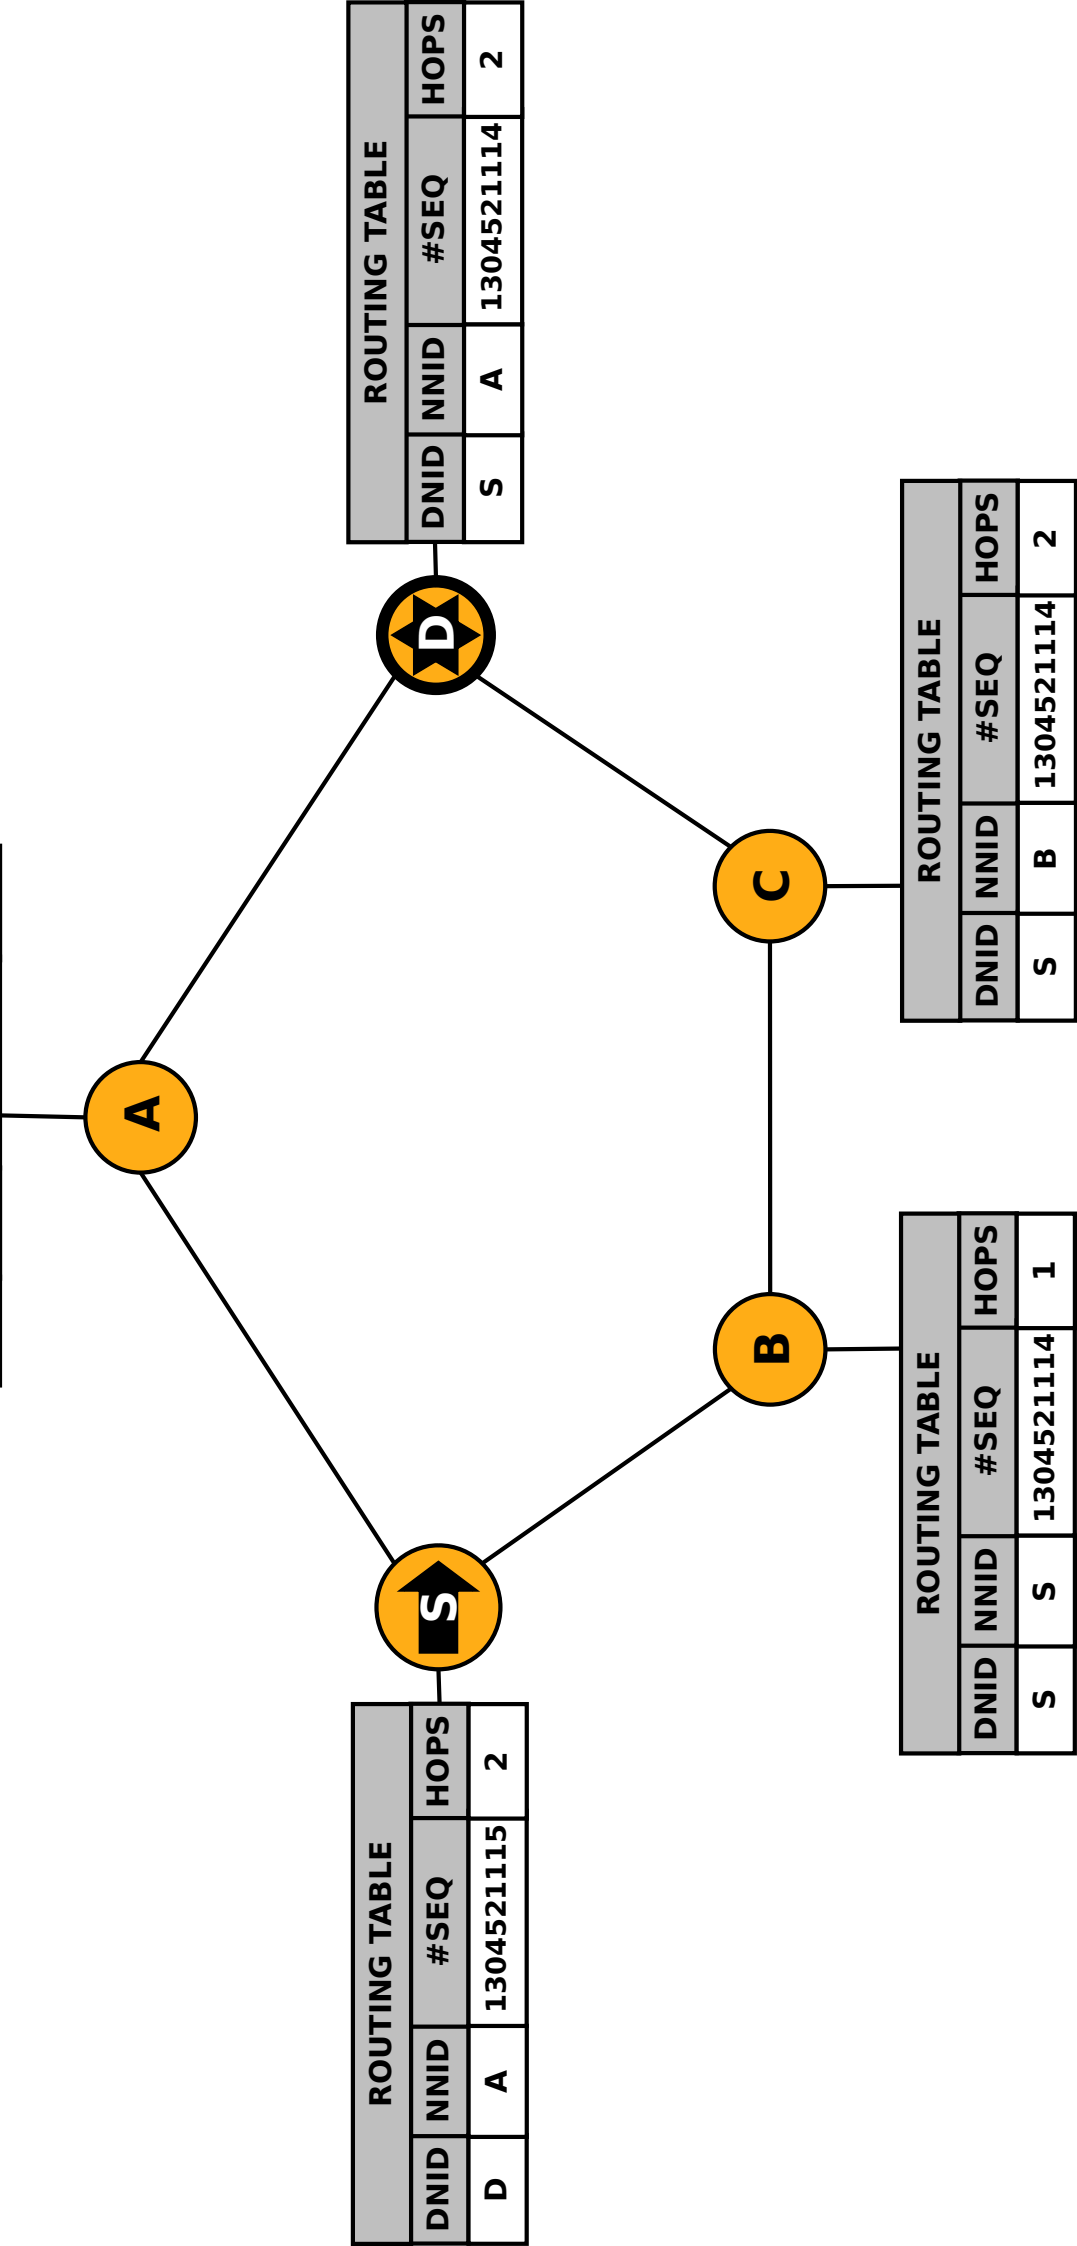 A
S
D
B
C
ROUTING TABLE
DNID NNID #SEQ HOPS
D A 1304521115 2
ROUTING TABLE
DNID NNID #SEQ HOPS
S A 1304521114 2
ROUTING TABLE
DNID NNID #SEQ HOPS
S S 1304521114 1
ROUTING TABLE
DNID NNID #SEQ HOPS
S B 1304521114 2